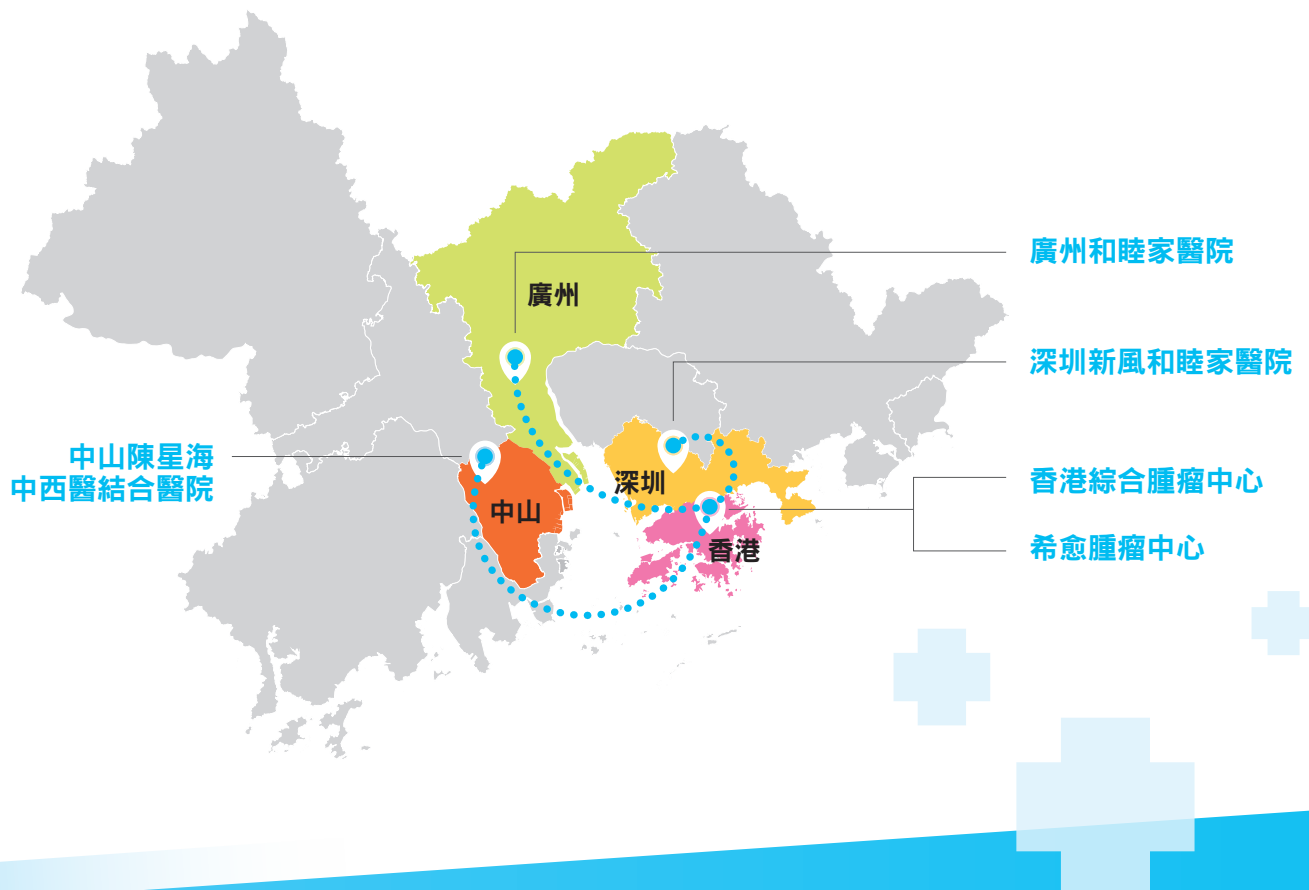 廣州和睦家醫院
廣州
深圳新風和睦家醫院
中山陳星海
中西醫結合醫院
深圳
香港綜合腫瘤中心
中山
香港
希愈腫瘤中心